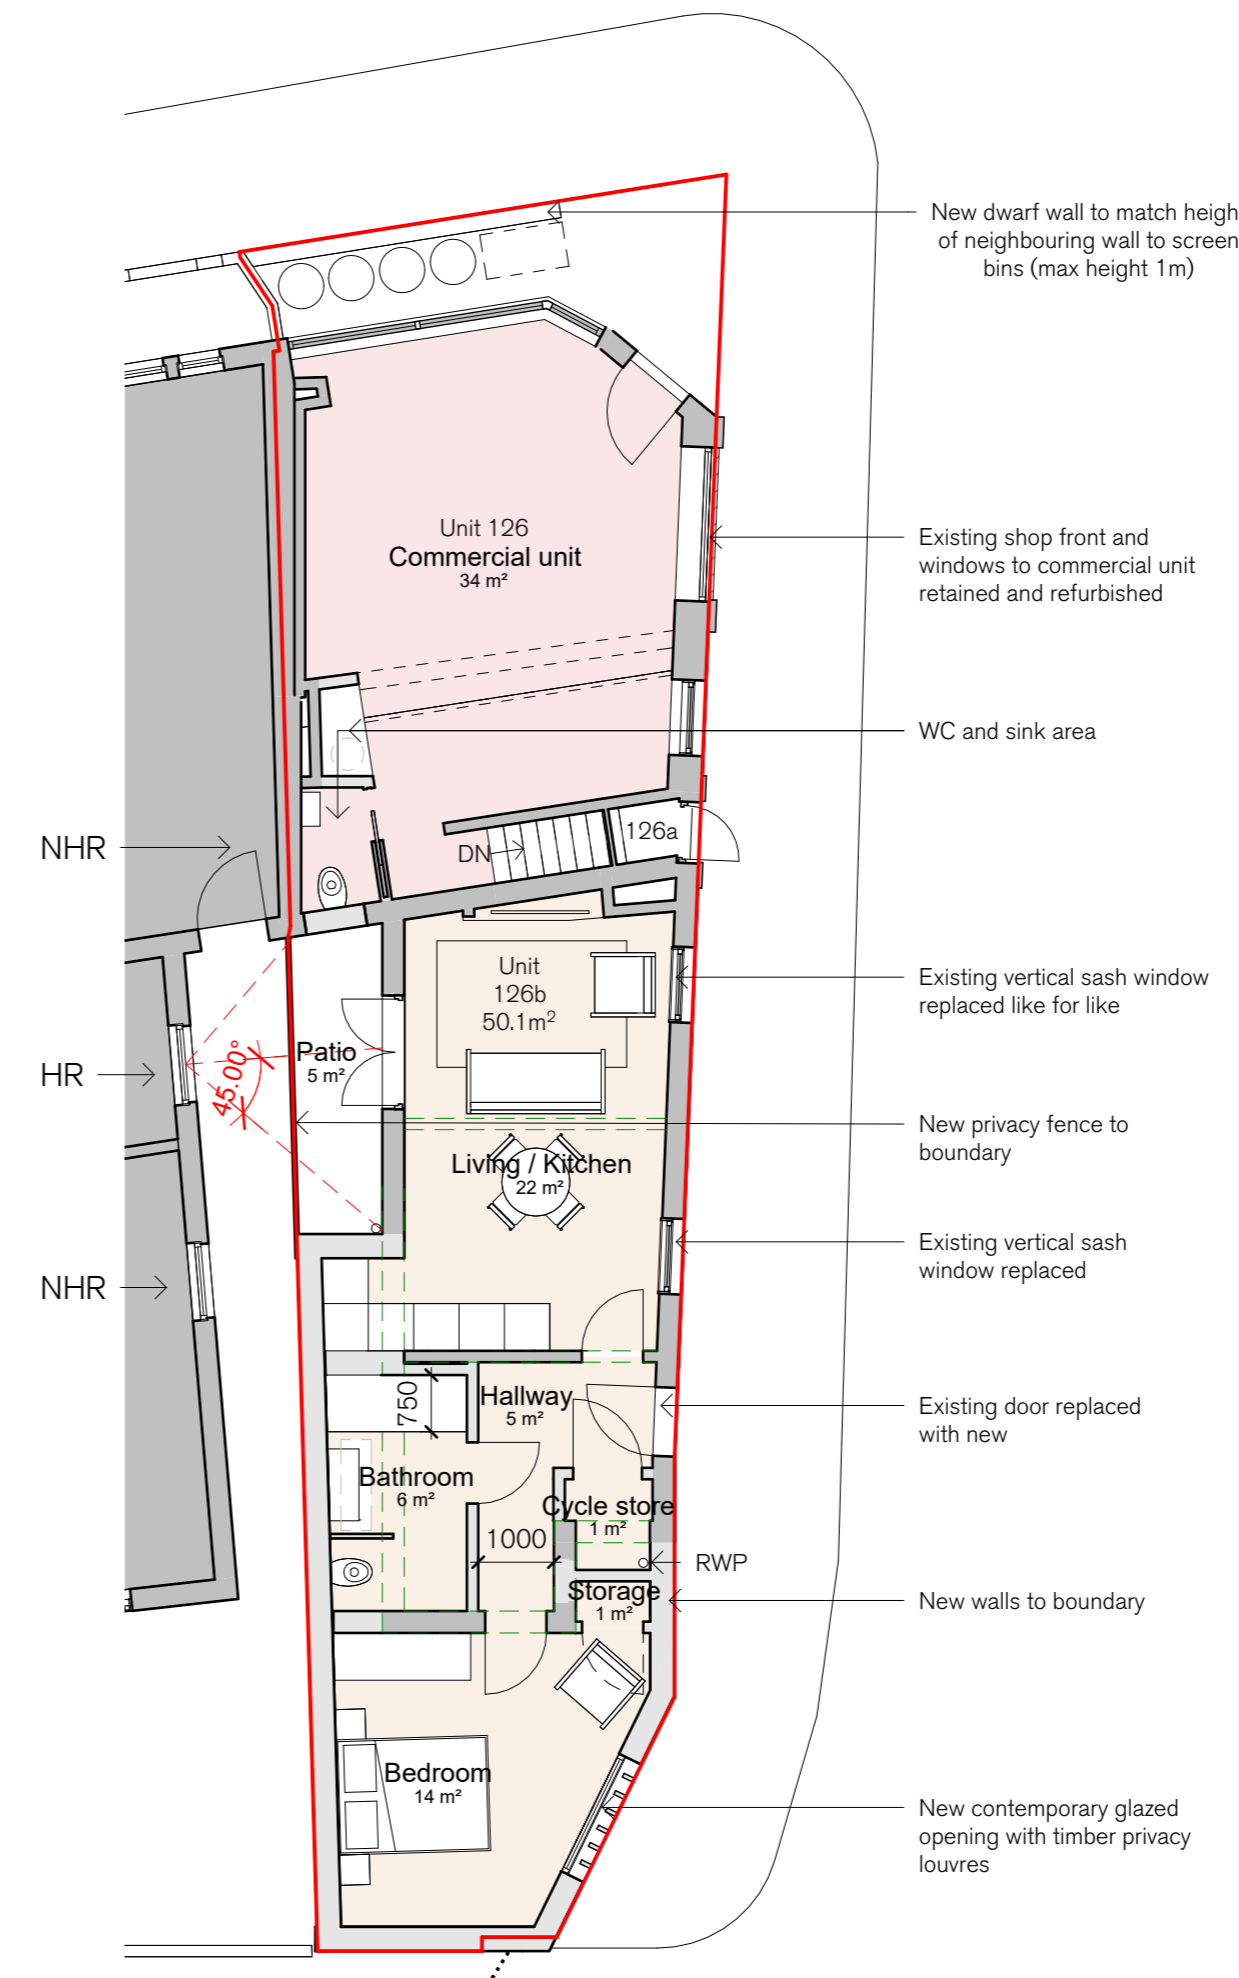 New dwarf wall to match heigh
of neighbouring wall to screen
bins (max height 1m)
Unit 126
Commercial unit
34 m²
Existing shop front and
windows to commercial unit
retained and refurbished
WC and sink area
126a
NHR
DN
Unit
126b
50.1m²
Existing vertical sash window
replaced like for like
HR
45.00°
Patio
5 m²
New privacy fence to
boundary
Living / Kitchen
22 m²
Existing vertical sash
window replaced
NHR
750
Hallway
5 m²
Existing door replaced
with new
Bathroom
6 m²
Cycle store
1 m²
1000
RWP
Storage
1 m²
New walls to boundary
Bedroom
14 m²
New contemporary glazed
opening with timber privacy
louvres